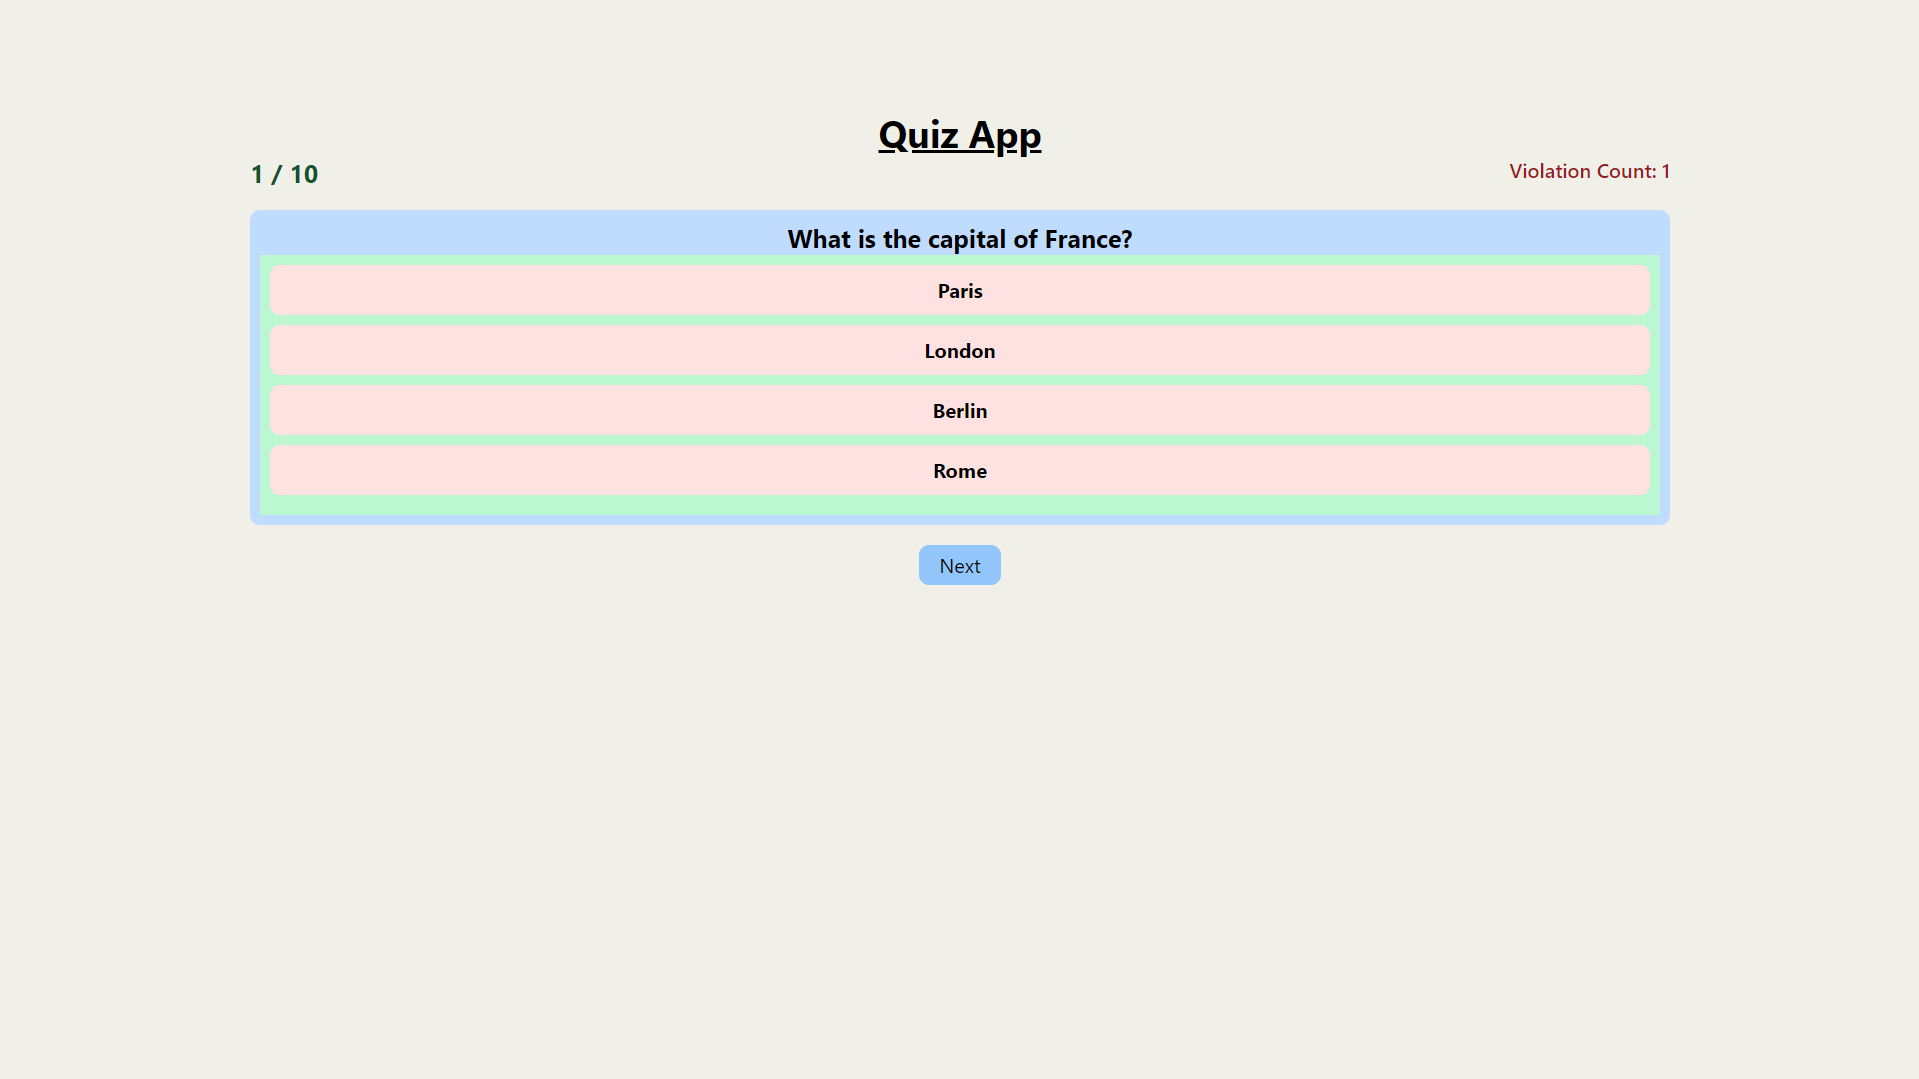 Quiz App
1 / 10
Violation Count: 1
What is the capital of France?
Paris
London
Berlin
Rome
Next